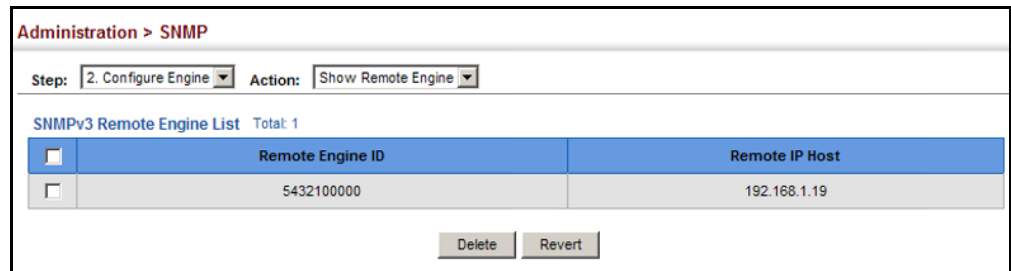 Administration > SNMP
Step: 2. Configure Engine Action: Show Remote Engine
SNMPv3 Remote Engine List Total: 1
Remote Engine ID Remote IP Host
5432100000 192.168.1.19
Delete Revert